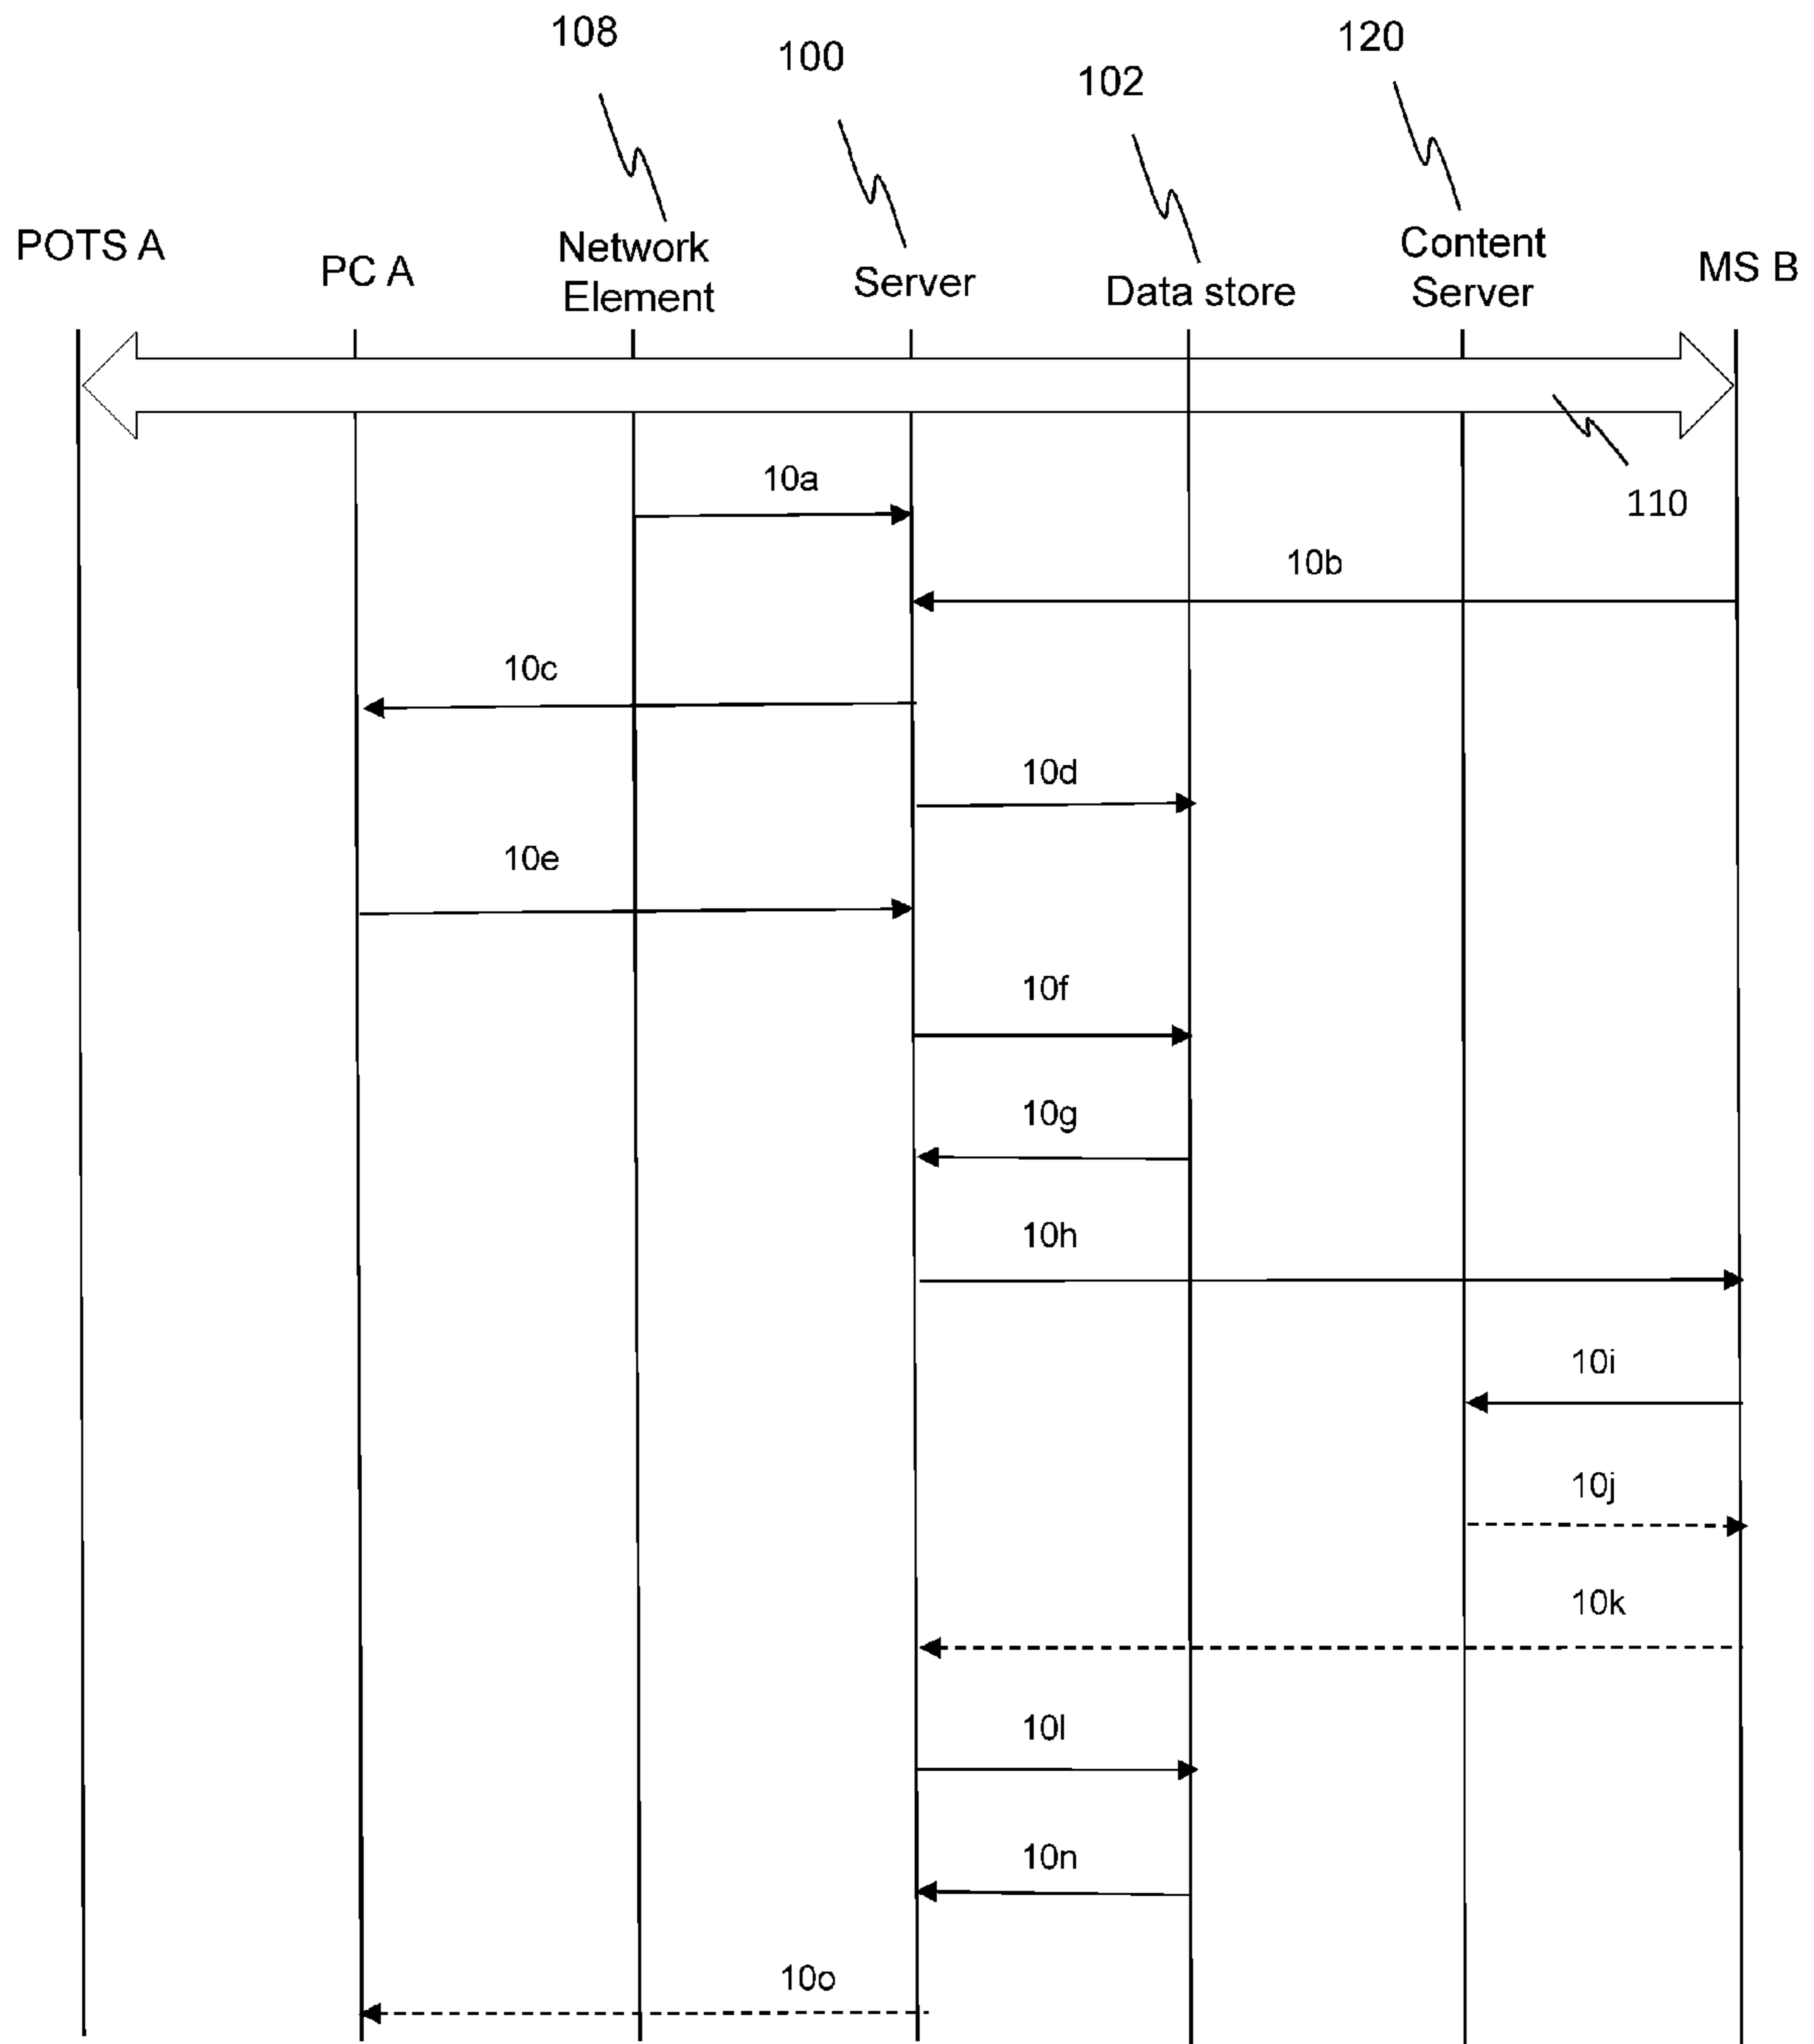 108
100
120
102
POTS A
PC A
Network
Element
Server
Data store
Content
Server
MS B
110
10a
10b
10c
10d
10e
10f
10g
10h
10i
10j
10k
10l
10n
10o